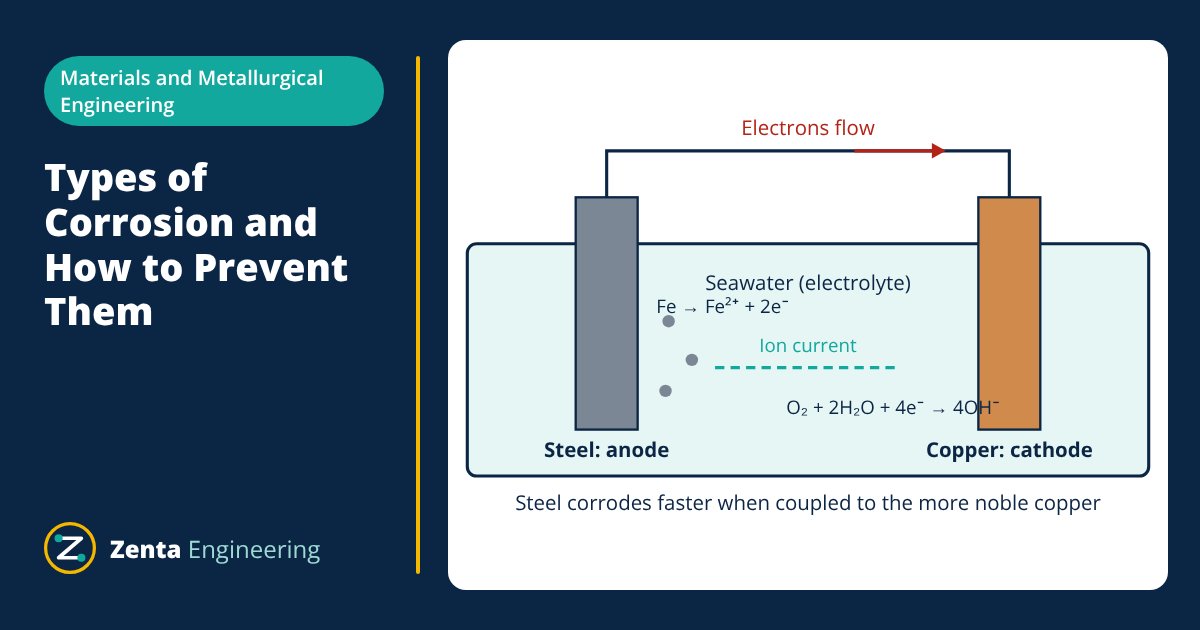 Materials and Metallurgical
Engineering
Types of
Corrosion and
How to Prevent
Them
Zenta Engineering
Electrons flow
Seawater (electrolyte)
Fe → Fe²⁺ + 2e⁻
Ion current
O₂ + 2H₂O + 4e⁻ → 4OH⁻
Steel: anode
Copper: cathode
Steel corrodes faster when coupled to the more noble copper